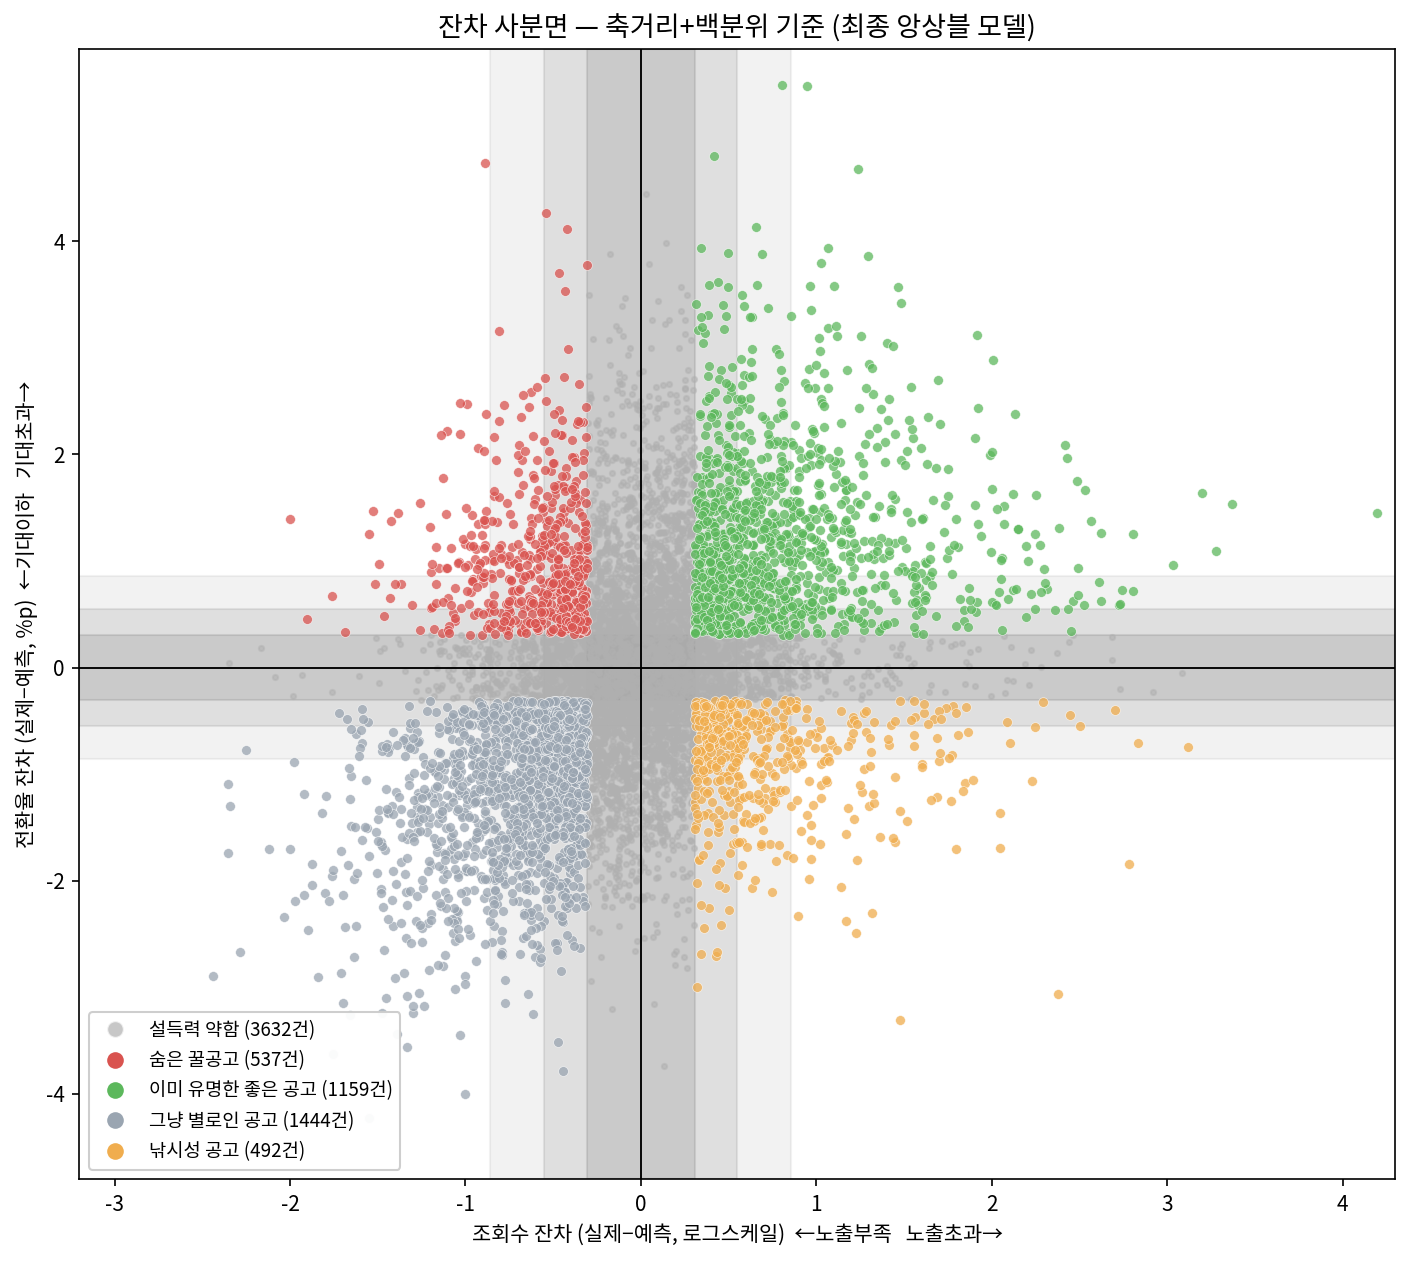 잔차 사분면 — 축거리+백분위 기준 (최종 앙상블 모델)
전환율 잔차 (실제−예측, %p)  ←기대이하   기대초과→
4
2
0
-2
-4
설득력 약함 (3632건)
숨은 꿀공고 (537건)
이미 유명한 좋은 공고 (1159건)
그냥 별로인 공고 (1444건)
낚시성 공고 (492건)
-3 -2 -1 0 1 2 3 4
조회수 잔차 (실제−예측, 로그스케일)  ←노출부족   노출초과→